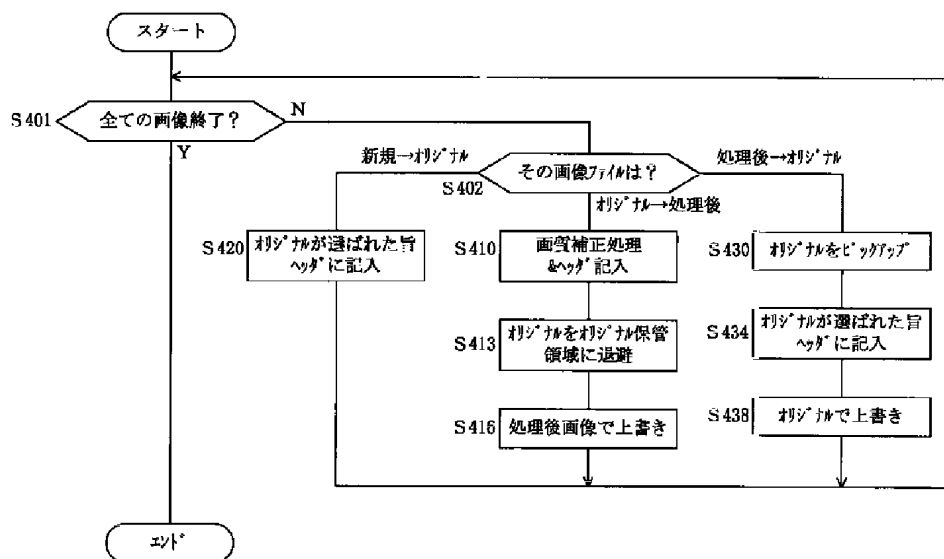 スタート
S401
全ての画像終了？
N
Y
新規→オリジナル
その画像ファイルは？
処理後→オリジナル
S402
オリジナル→処理後
S420
オリジナルが選ばれた旨
ヘッダに記入
S410
画質補正処理
&ヘッダ記入
S430
オリジナルをピックアップ
S413
オリジナルをオリジナル保管
領域に退避
S434
オリジナルが選ばれた旨
ヘッダに記入
S416
処理後画像で上書き
S438
オリジナルで上書き
エンド